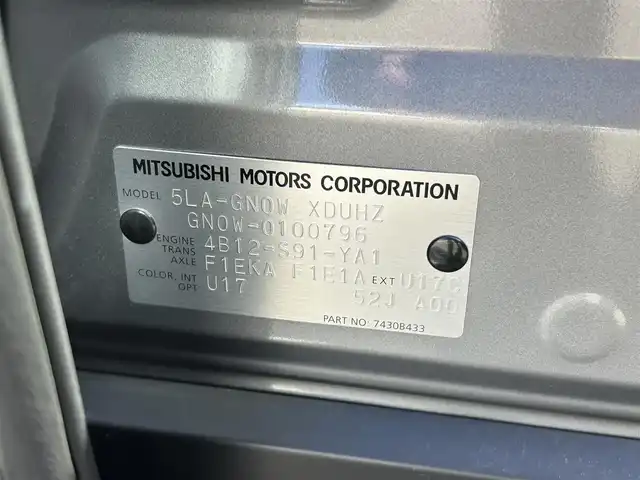 MITSUBISHI MOTORS CORPORATION
MODEL 5LA-GN0W XDUHZ
GN0W-0100796
ENGINE 4B12-S91-YA1
TRANS
AXLE F1EKA F1E1A EXT U17C
COLOR, INT U17 52J A00
OPT
PART NO: 7430B433